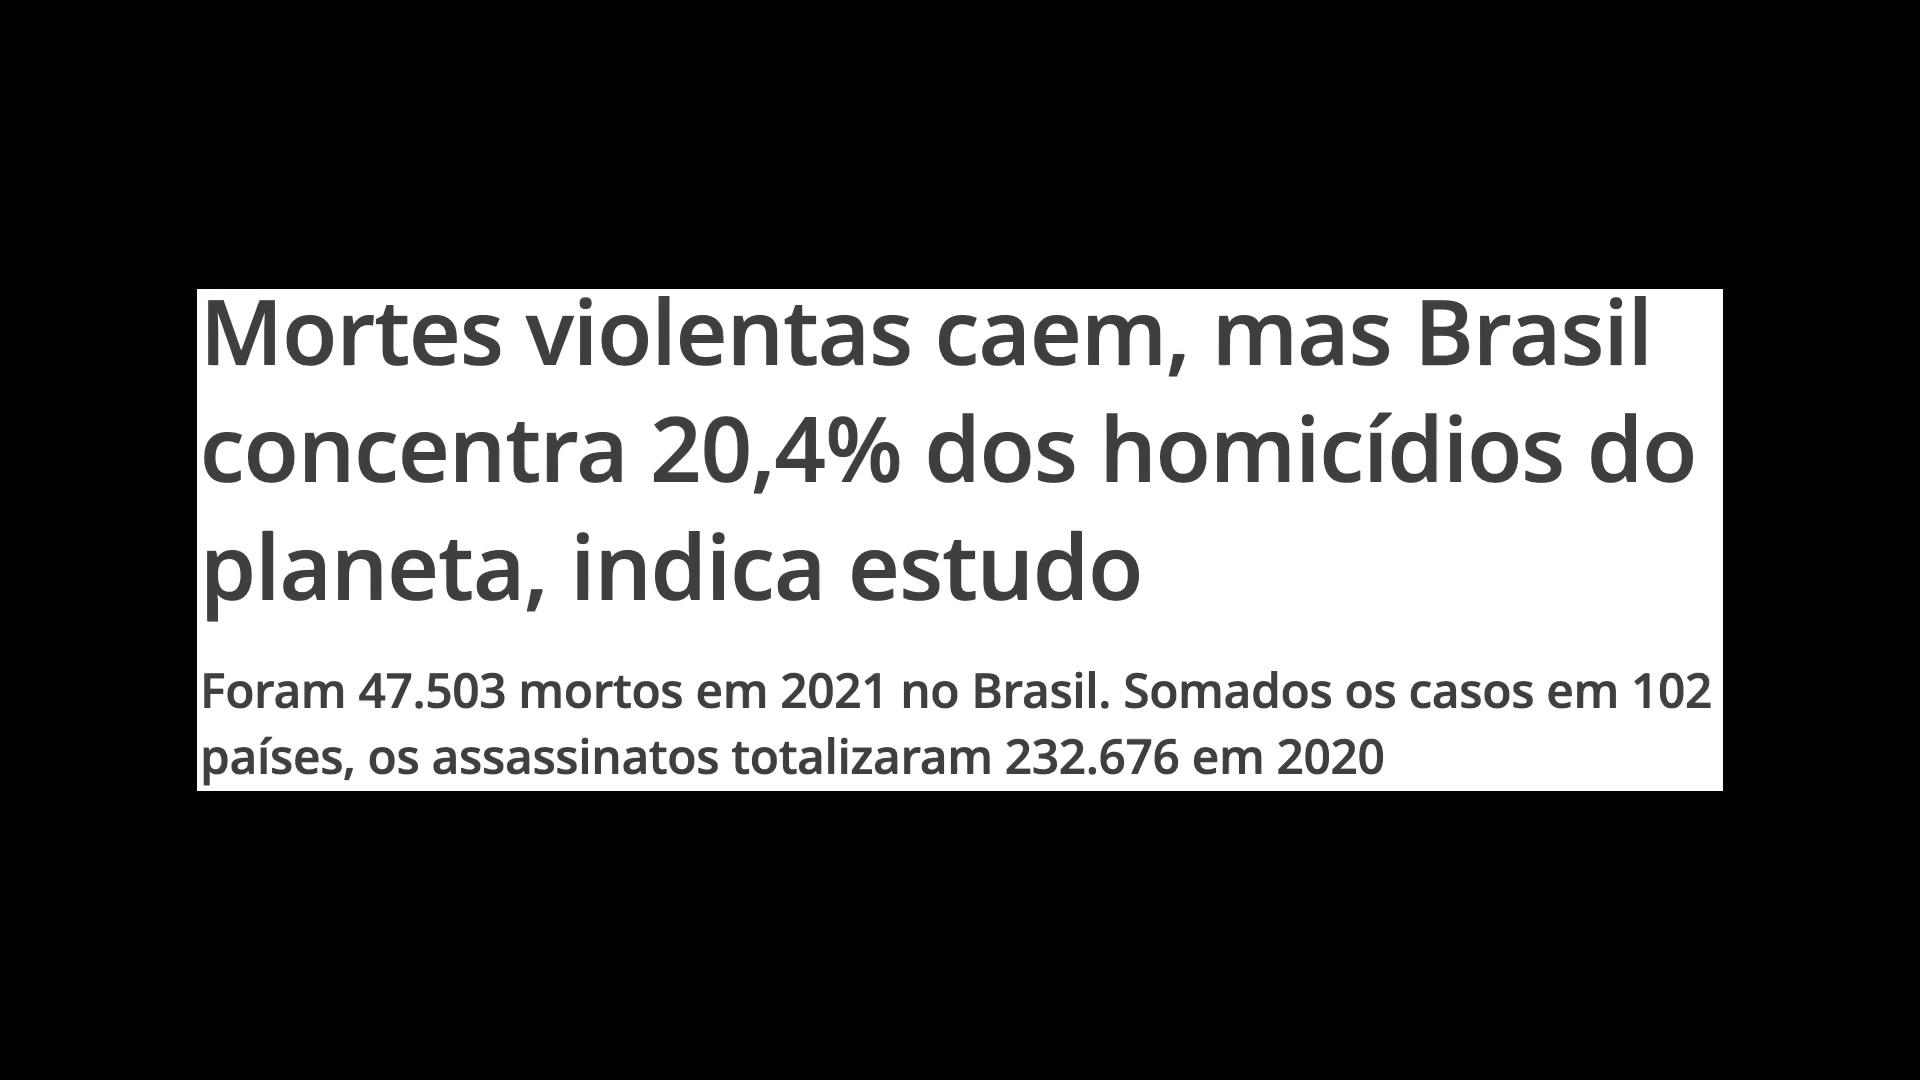 Mortes violentas caem, mas Brasil
concentra 20,4% dos homicídios do
planeta, indica estudo
Foram 47.503 mortos em 2021 no Brasil. Somados os casos em 102
países, os assassinatos totalizaram 232.676 em 2020